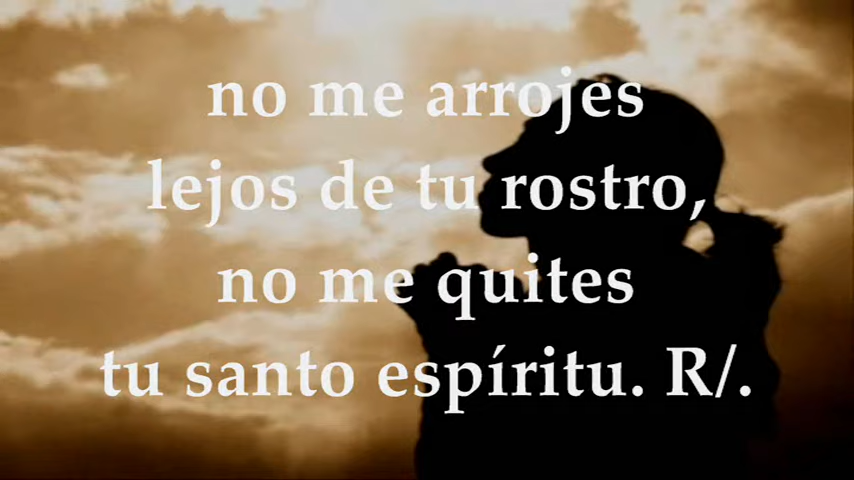 no me arrojes
lejos de tu rostro,
no me quites
tu santo espíritu. R/.